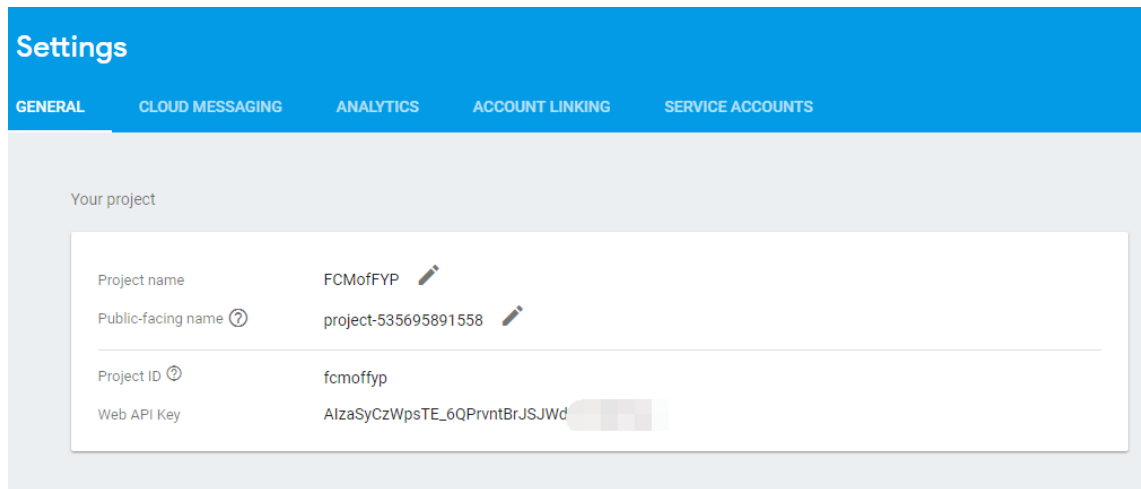 Settings
GENERAL CLOUD MESSAGING ANALYTICS ACCOUNT LINKING SERVICE ACCOUNTS
Your project
Project name FCMofFYP
Public-facing name project-535695891558
Project ID fcmoffyp
Web API Key AIzaSyCzWpsTE_6QPrvntBrJSJWd